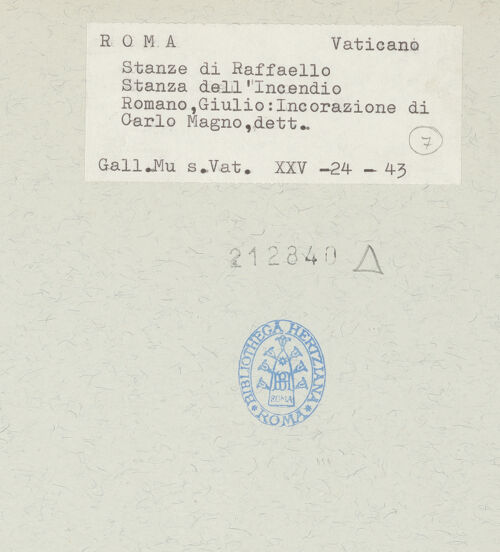 ROMA Vaticano
Stanze di Raffaello
Stanza dell'Incendio
Romano,Giulio:Incorazione di
Carlo Magno,dett.
7
Gall.Mu s.Vat. XXV -24 - 43
212840 △
BIBLIOTHECA HERTZIANA
ROMA
* ROMA *